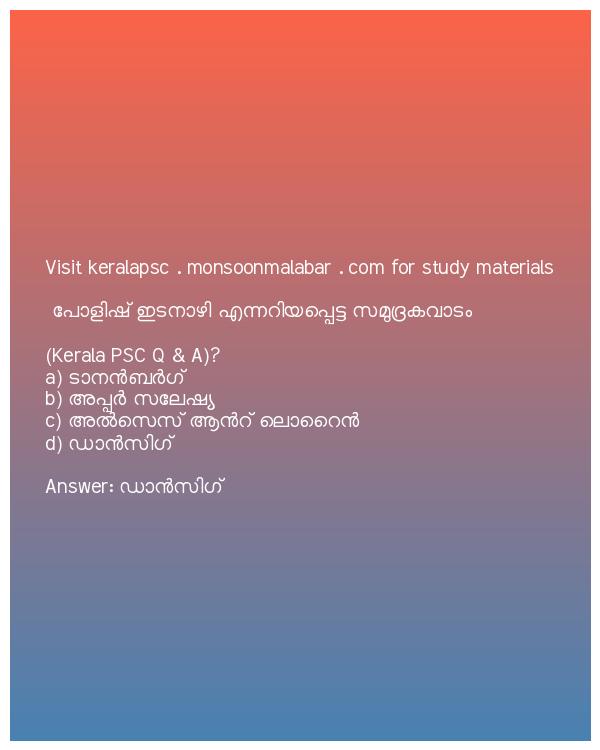 Visit keralapsc . monsoonmalabar . com for study materials
പോളിഷ് ഇടനാഴി എന്നറിയപ്പെട്ട സമുദ്രകവാടം
(Kerala PSC Q & A)?
a) ടാനൻബർഗ്
b) അപ്പർ സലേഷ്യ
c) അൽസെസ് ആൻറ് ലൊറൈൻ
d) ഡാൻസിഗ്
Answer: ഡാൻസിഗ്